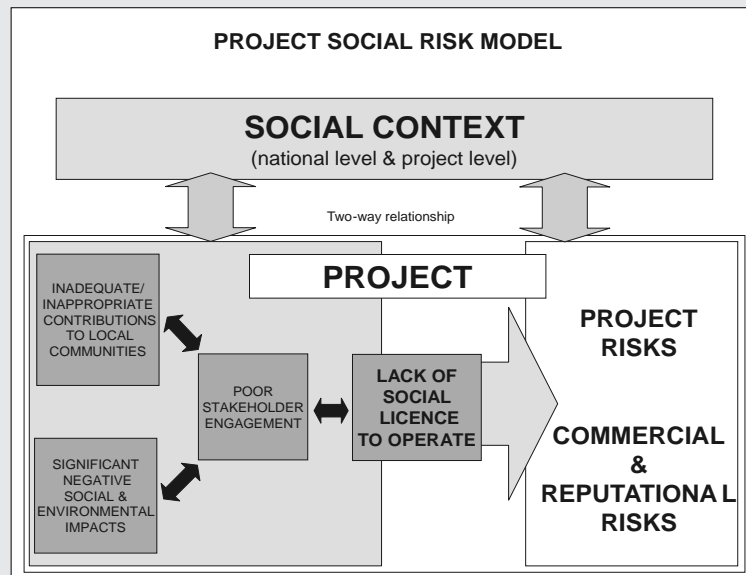 PROJECT SOCIAL RISK MODEL
SOCIAL CONTEXT
(national level & project level)
Two-way relationship
PROJECT
INADEQUATE/
INAPPROPRIATE
CONTRIBUTIONS
TO LOCAL
COMMUNITIES
POOR
STAKEHOLDER
ENGAGEMENT
SIGNIFICANT
NEGATIVE
SOCIAL &
ENVIRONMENTAL
IMPACTS
LACK OF
SOCIAL
LICENCE
TO OPERATE
PROJECT
RISKS
COMMERCIAL
&
REPUTATIONAL
RISKS